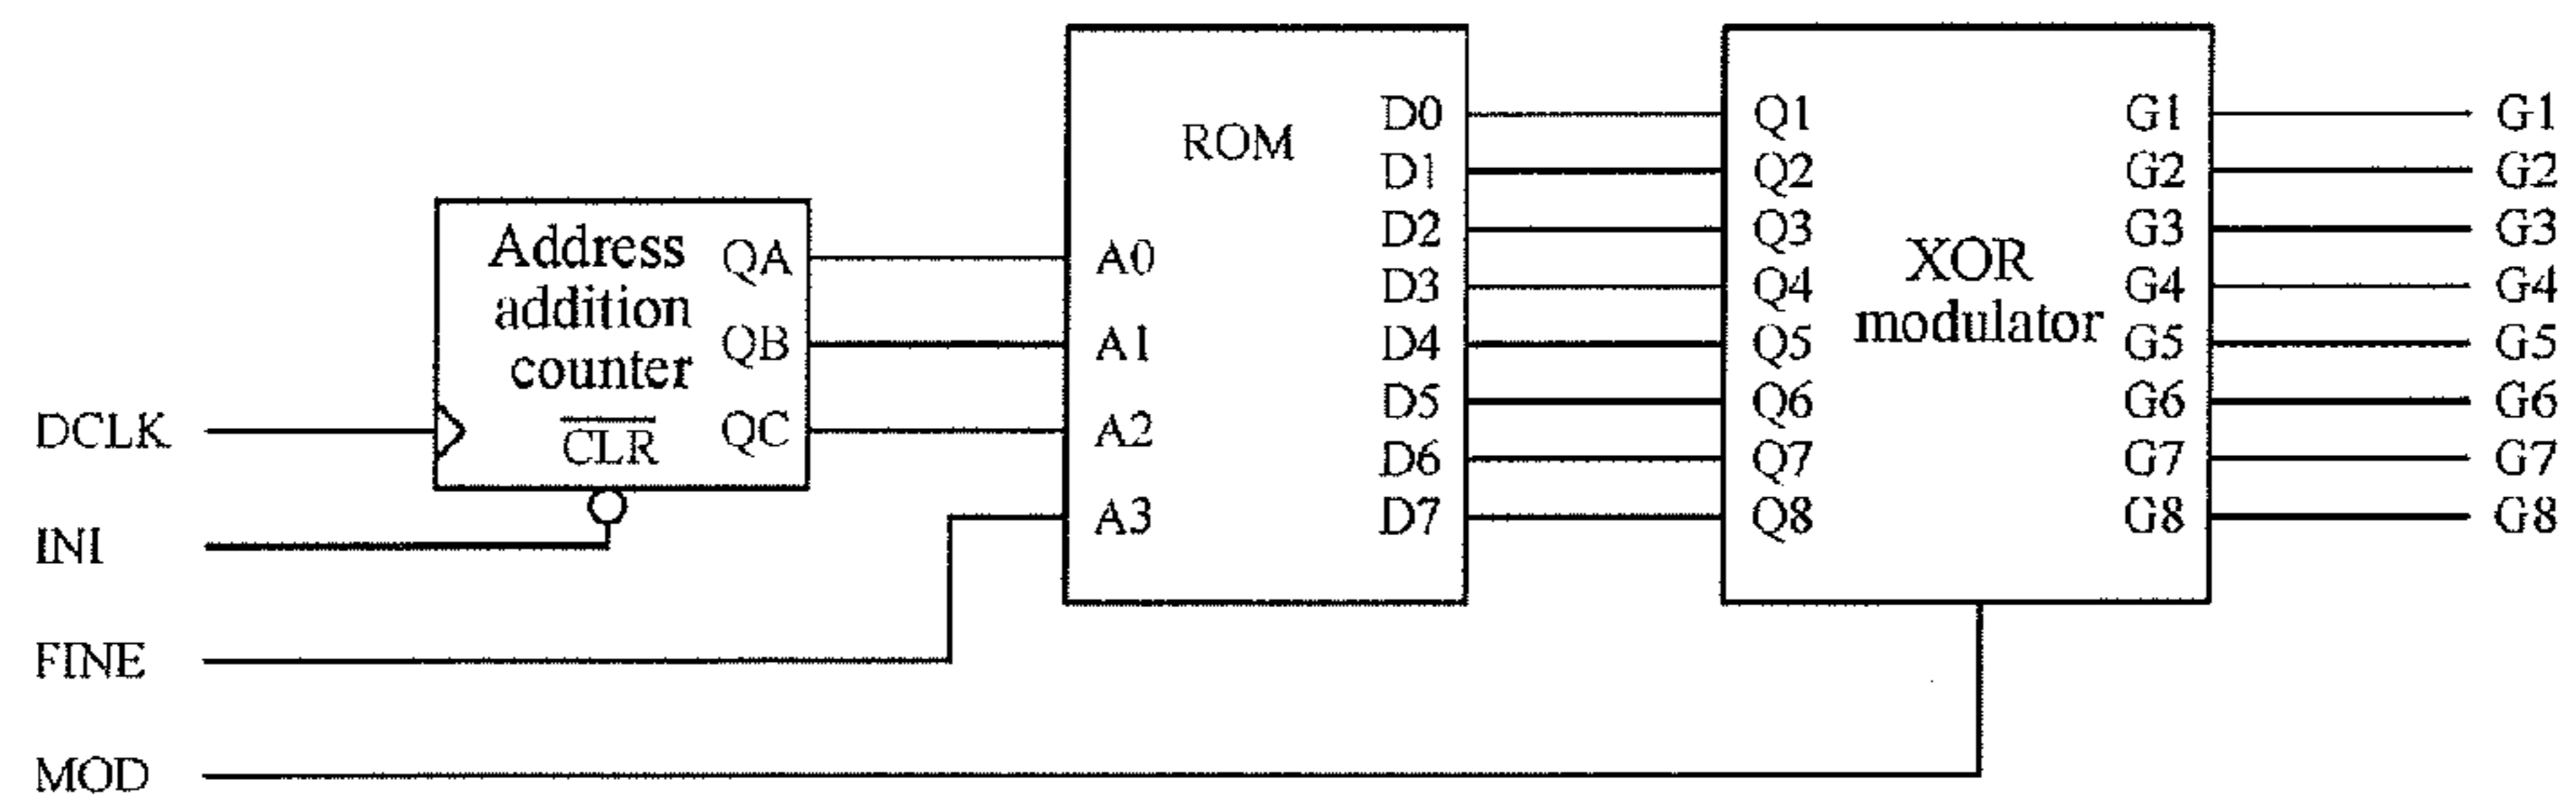 DCLK
INI
FINE
MOD
Address
addition
counter
CLR
QA
QB
QC
ROM
A0
A1
A2
A3
D0
D1
D2
D3
D4
D5
D6
D7
Q1
Q2
Q3
Q4
Q5
Q6
Q7
Q8
XOR
modulator
G1
G2
G3
G4
G5
G6
G7
G8
G1
G2
G3
G4
G5
G6
G7
G8